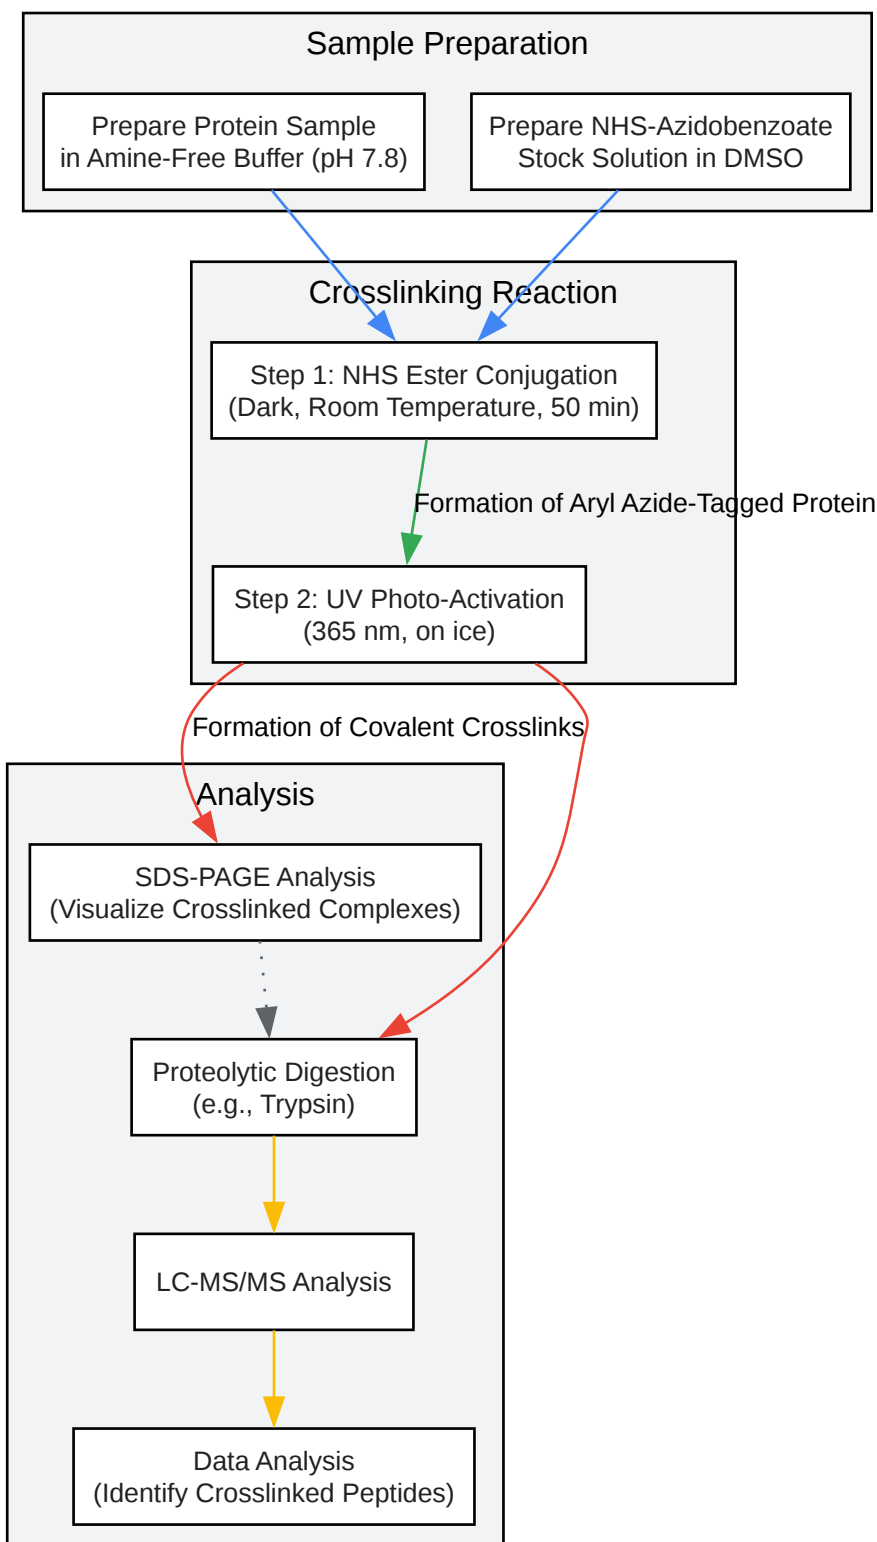 Sample Preparation
Prepare Protein Sample
in Amine-Free Buffer (pH 7.8)
Prepare NHS-Azidobenzoate
Stock Solution in DMSO
Crosslinking Reaction
Step 1: NHS Ester Conjugation
(Dark, Room Temperature, 50 min)
Formation of Aryl Azide-Tagged Protein
Step 2: UV Photo-Activation
(365 nm, on ice)
Formation of Covalent Crosslinks
Analysis
SDS-PAGE Analysis
(Visualize Crosslinked Complexes)
Proteolytic Digestion
(e.g., Trypsin)
LC-MS/MS Analysis
Data Analysis
(Identify Crosslinked Peptides)